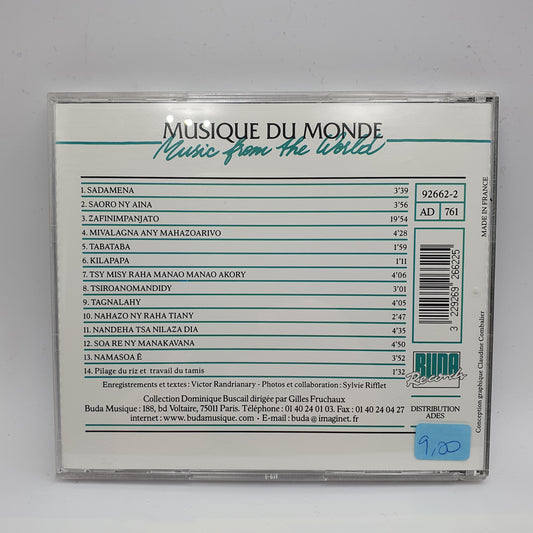 MUSIQUE DU MONDE
Music from the World
1. SADAMENA 3'39
2. SAORO NY AINA 3'56
3. ZAFINIMPANJATO 19'54
4. MIVALAGNA ANY MAHAZOARIVO 4'28
5. TABATABA 1'59
6. KILAPAPA 1'11
7. TSY MISY RAHA MANAO MANAO AKORY 4'06
8. TSIROANOMANDIDY 3'01
9. TAGNALAHY 4'05
10. NAHAZO NY RAHA TIANY 2'47
11. NANDEHA TSA NILAZA DIA 4'35
12. SOA RE NY MANAKAVANA 4'50
13. NAMASOA Ê 3'52
14. Pilage du riz et travail du tamis 1'32
Enregistrements et textes : Victor Randrianary - Photos et collaboration : Sylvie Rifflet
Collection Dominique Buscail dirigée par Gilles Fruchaux
Buda Musique : 188, bd Voltaire, 75011 Paris. Téléphone : 01 40 24 01 03. Fax : 01 40 24 04 27
internet : www.budamusique.com - E-mail : buda@imaginet.fr
92662-2
AD 761
MADE IN FRANCE
3 229269 266225
BUDA
Records
Conception graphique Claudine Combalier
DISTRIBUTION
ADES
9,00